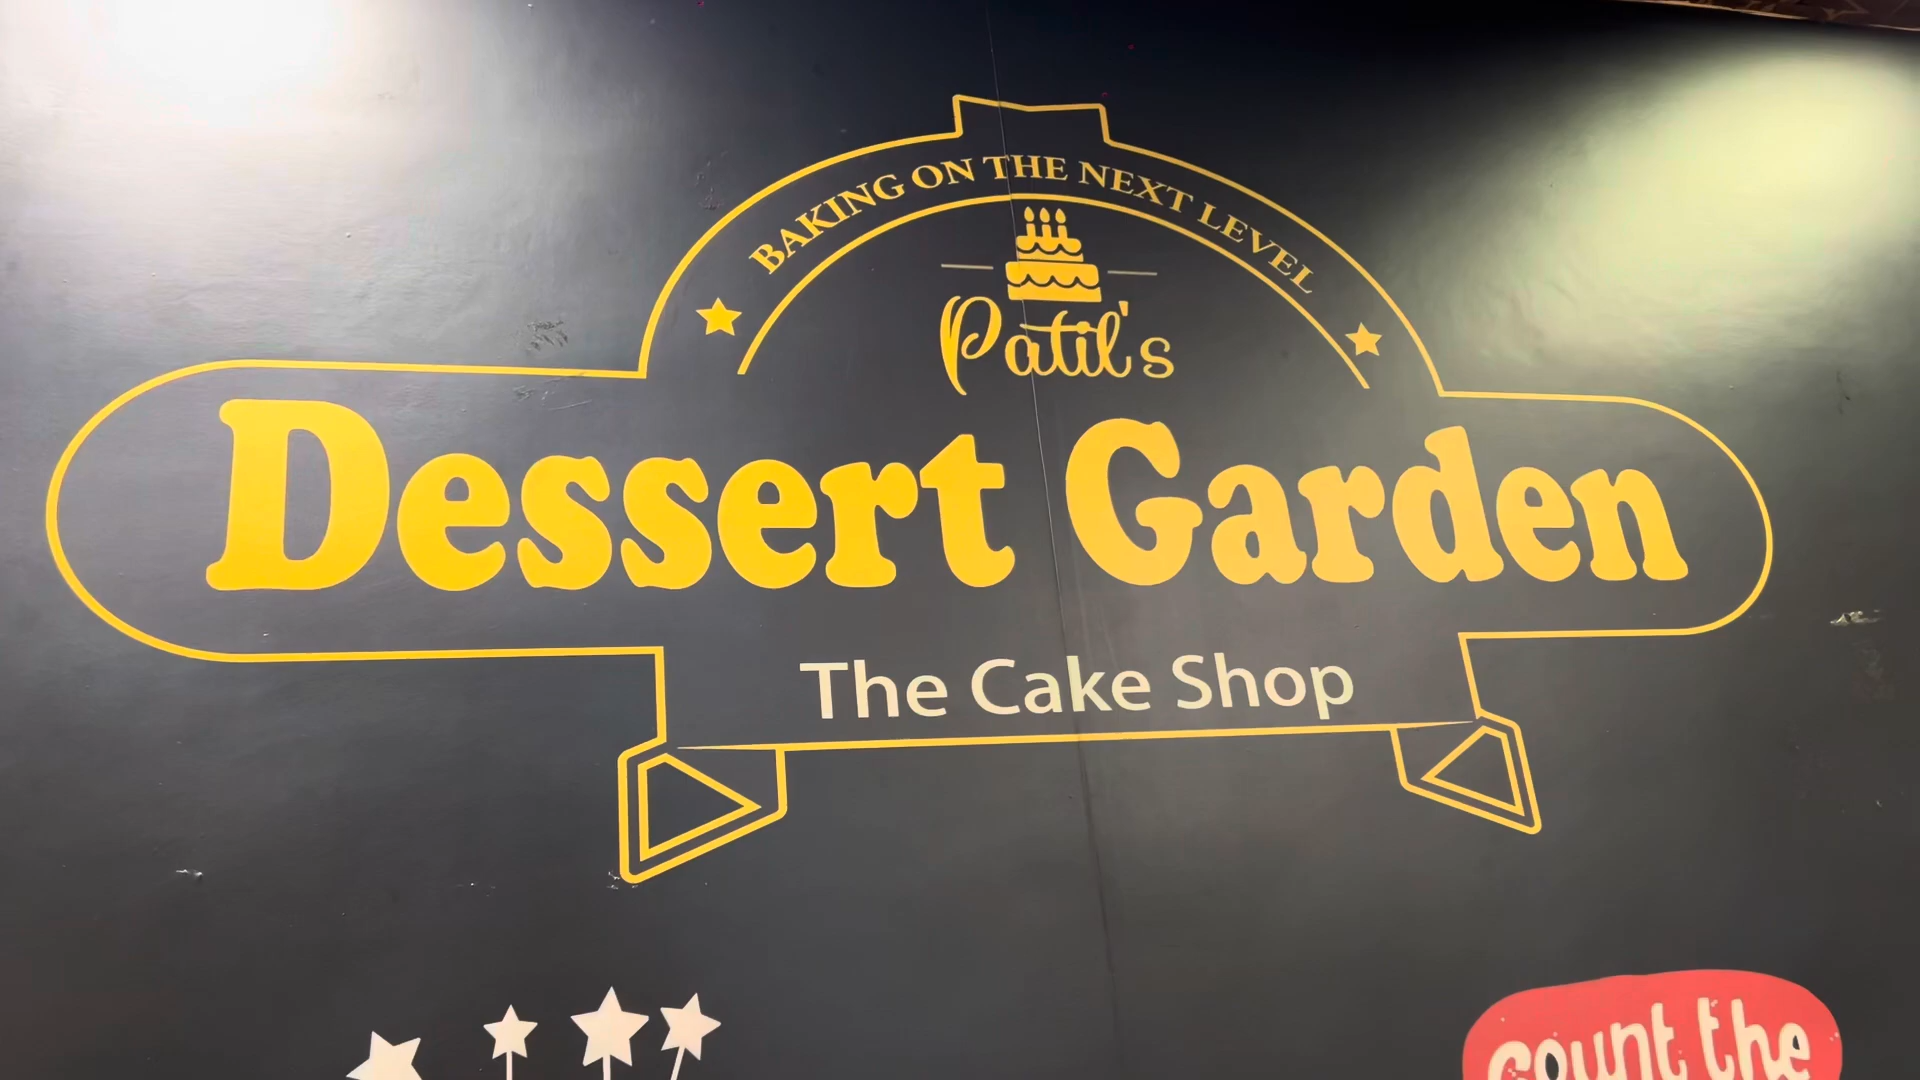 BAKING ON THE NEXT LEVEL
Patil's
Dessert Garden
The Cake Shop
count the